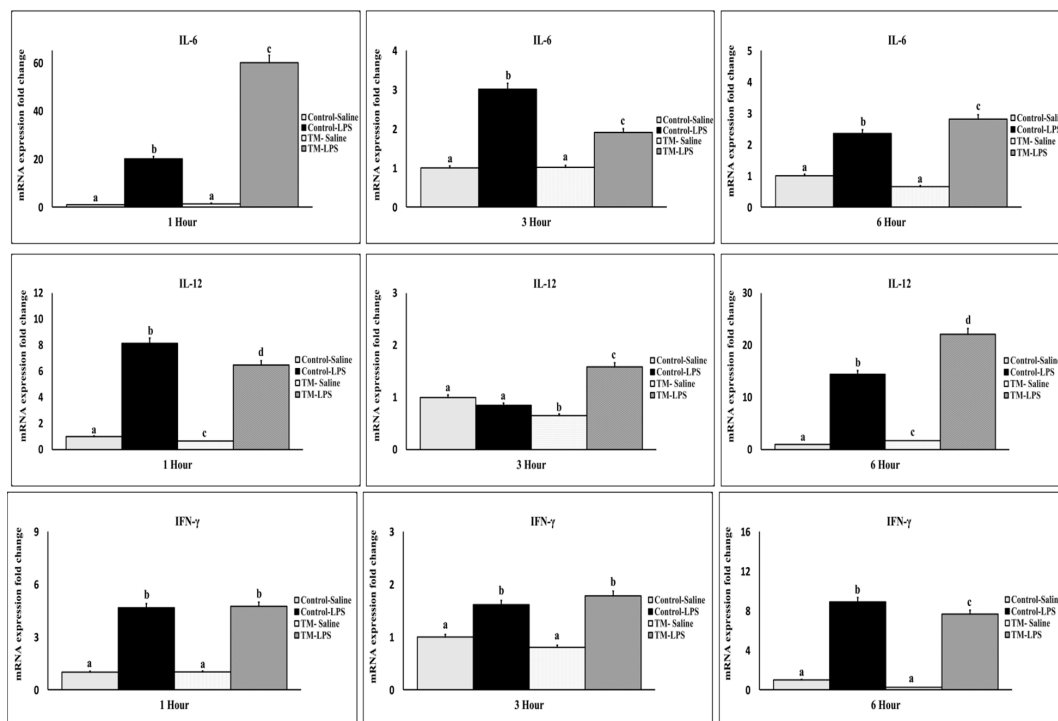 IL-6
mRNA expression fold change
60
40
20
0
a
b
a
c
Control-Saline
Control-LPS
TM- Saline
TM-LPS
1 Hour
IL-6
mRNA expression fold change
4
3
2
1
0
a
b
a
c
Control-Saline
Control-LPS
TM- Saline
TM-LPS
3 Hour
IL-6
mRNA expression fold change
5
4
3
2
1
0
a
b
a
c
Control-Saline
Control-LPS
TM- Saline
TM-LPS
6 Hour
IL-12
mRNA expression fold change
12
10
8
6
4
2
0
a
b
c
d
Control-Saline
Control-LPS
TM- Saline
TM-LPS
1 Hour
IL-12
mRNA expression fold change
3
2
1
0
a
a
b
c
Control-Saline
Control-LPS
TM- Saline
TM-LPS
3 Hour
IL-12
mRNA expression fold change
30
20
10
0
a
b
c
d
Control-Saline
Control-LPS
TM- Saline
TM-LPS
6 Hour
IFN-γ
mRNA expression fold change
9
6
3
0
a
b
a
b
Control-Saline
Control-LPS
TM- Saline
TM-LPS
1 Hour
IFN-γ
mRNA expression fold change
3
2
1
0
a
b
a
b
Control-Saline
Control-LPS
TM- Saline
TM-LPS
3 Hour
IFN-γ
mRNA expression fold change
16
12
8
4
0
a
b
a
c
Control-Saline
Control-LPS
TM- Saline
TM-LPS
6 Hour